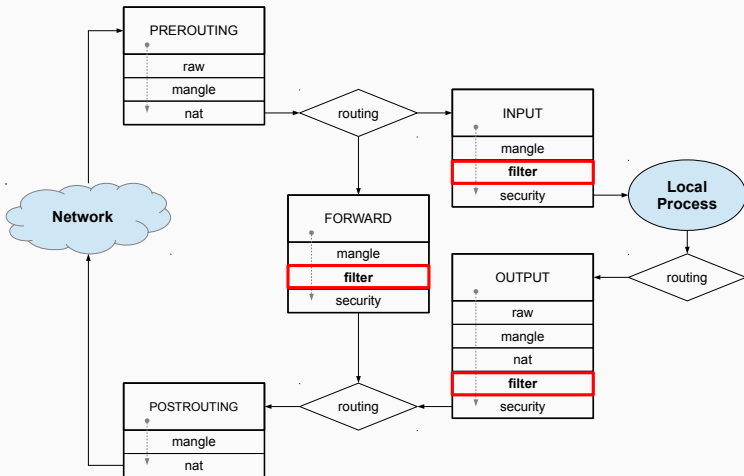 PREROUTING
raw
mangle
nat
routing
INPUT
mangle
filter
security
Local
Process
Network
FORWARD
mangle
filter
security
OUTPUT
raw
mangle
nat
filter
security
routing
POSTROUTING
mangle
nat
routing